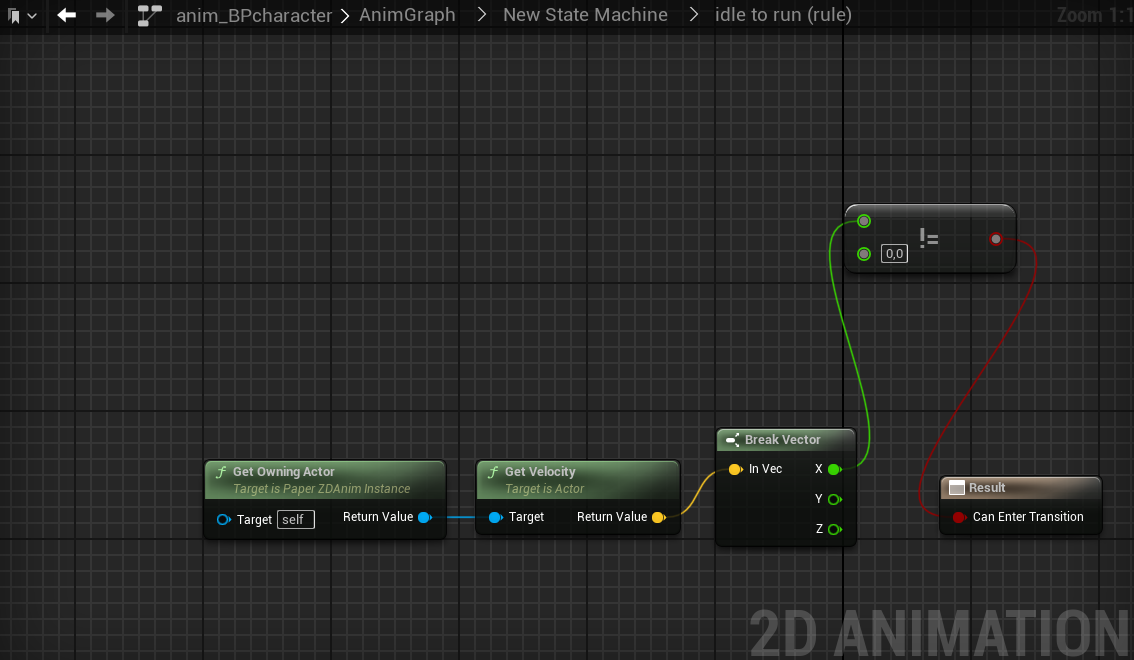 anim_BPcharacter > AnimGraph > New State Machine > idle to run (rule)
Zoom 1:1
!=
0,0
Break Vector
In Vec X
Y
Z
Get Owning Actor
Target is Paper ZDAnim Instance
Target self Return Value
Get Velocity
Target is Actor
Target Return Value
Result
Can Enter Transition
2D ANIMATION